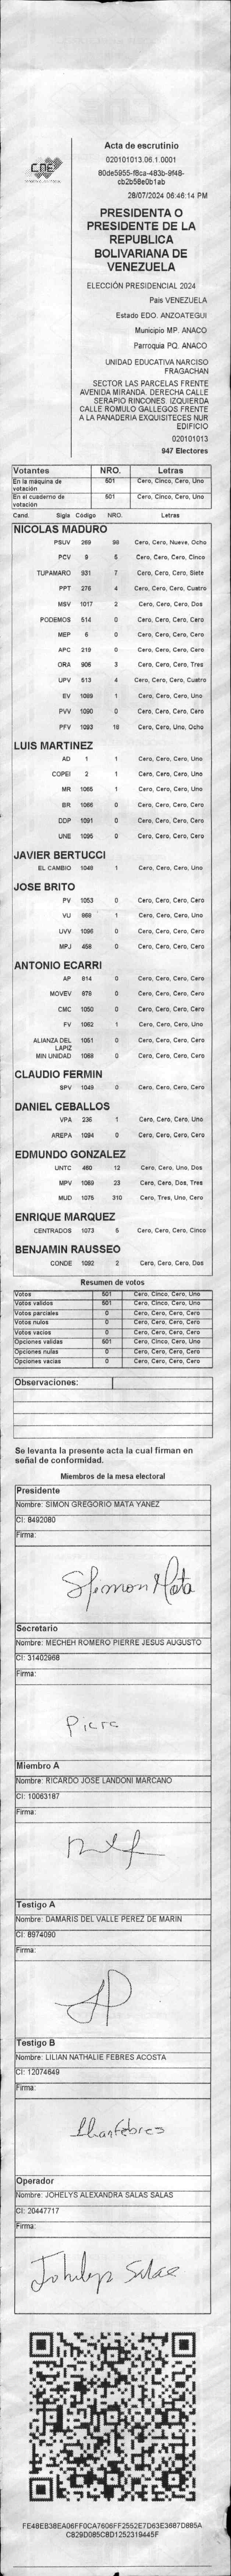 CNE
Acta de escrutinio
020101013.06.1.0001
80de5955-f8ca-483b-9f48-
cb2b58e0b1ab
28/07/2024 06:46:14 PM
PRESIDENTA O
PRESIDENTE DE LA
REPUBLICA
BOLIVARIANA DE
VENEZUELA
ELECCIÓN PRESIDENCIAL 2024
Pais VENEZUELA
Estado EDO. ANZOATEGUI
Municipio MP. ANACO
Parroquia PQ. ANACO
UNIDAD EDUCATIVA NARCISO
FRAGACHAN
SECTOR LAS PARCELAS FRENTE
AVENIDA MIRANDA. DERECHA CALLE
SERAPIO RINCONES. IZQUIERDA
CALLE ROMULO GALLEGOS FRENTE
A LA PANADERIA EXQUISITECES NUR
EDIFICIO
020101013
947 Electores
Votantes NRO. Letras
En la máquina de votación 501 Cero, Cinco, Cero, Uno
En el cuaderno de votación 501 Cero, Cinco, Cero, Uno
Cand. Sigla Código NRO. Letras
NICOLAS MADURO
PSUV 269 98 Cero, Cero, Nueve, Ocho
PCV 9 5 Cero, Cero, Cero, Cinco
TUPAMARO 931 7 Cero, Cero, Cero, Siete
PPT 276 4 Cero, Cero, Cero, Cuatro
MSV 1017 2 Cero, Cero, Cero, Dos
PODEMOS 514 0 Cero, Cero, Cero, Cero
MEP 6 0 Cero, Cero, Cero, Cero
APC 219 0 Cero, Cero, Cero, Cero
ORA 906 3 Cero, Cero, Cero, Tres
UPV 513 4 Cero, Cero, Cero, Cuatro
EV 1089 1 Cero, Cero, Cero, Uno
PVV 1090 0 Cero, Cero, Cero, Cero
PFV 1093 18 Cero, Cero, Uno, Ocho
LUIS MARTINEZ
AD 1 1 Cero, Cero, Cero, Uno
COPEI 2 1 Cero, Cero, Cero, Uno
MR 1065 1 Cero, Cero, Cero, Uno
BR 1066 0 Cero, Cero, Cero, Cero
DDP 1091 0 Cero, Cero, Cero, Cero
UNE 1095 0 Cero, Cero, Cero, Cero
JAVIER BERTUCCI
EL CAMBIO 1048 1 Cero, Cero, Cero, Uno
JOSE BRITO
PV 1053 0 Cero, Cero, Cero, Cero
VU 968 1 Cero, Cero, Cero, Uno
UVV 1096 0 Cero, Cero, Cero, Cero
MPJ 458 0 Cero, Cero, Cero, Cero
ANTONIO ECARRI
AP 814 0 Cero, Cero, Cero, Cero
MOVEV 978 0 Cero, Cero, Cero, Cero
CMC 1050 0 Cero, Cero, Cero, Cero
FV 1062 1 Cero, Cero, Cero, Uno
ALIANZA DEL LAPIZ 1051 0 Cero, Cero, Cero, Cero
MIN UNIDAD 1068 0 Cero, Cero, Cero, Cero
CLAUDIO FERMIN
SPV 1049 0 Cero, Cero, Cero, Cero
DANIEL CEBALLOS
VPA 236 1 Cero, Cero, Cero, Uno
AREPA 1094 0 Cero, Cero, Cero, Cero
EDMUNDO GONZALEZ
UNTC 460 12 Cero, Cero, Uno, Dos
MPV 1069 23 Cero, Cero, Dos, Tres
MUD 1075 310 Cero, Tres, Uno, Cero
ENRIQUE MARQUEZ
CENTRADOS 1073 5 Cero, Cero, Cero, Cinco
BENJAMIN RAUSSEO
CONDE 1092 2 Cero, Cero, Cero, Dos
Resumen de votos
Votos 501 Cero, Cinco, Cero, Uno
Votos validos 501 Cero, Cinco, Cero, Uno
Votos parciales 0 Cero, Cero, Cero, Cero
Votos nulos 0 Cero, Cero, Cero, Cero
Votos vacios 0 Cero, Cero, Cero, Cero
Opciones validas 501 Cero, Cinco, Cero, Uno
Opciones nulas 0 Cero, Cero, Cero, Cero
Opciones vacias 0 Cero, Cero, Cero, Cero
Observaciones:
Se levanta la presente acta la cual firman en
señal de conformidad.
Miembros de la mesa electoral
Presidente
Nombre: SIMON GREGORIO MATA YANEZ
CI: 8492080
Firma:
Simon Mata
Secretario
Nombre: MECHEH ROMERO PIERRE JESUS AUGUSTO
CI: 31402968
Firma:
Miembro A
Nombre: RICARDO JOSE LANDONI MARCANO
CI: 10063187
Firma:
Testigo A
Nombre: DAMARIS DEL VALLE PEREZ DE MARIN
CI: 8974090
Firma:
Testigo B
Nombre: LILIAN NATHALIE FEBRES ACOSTA
CI: 12074649
Firma:
Operador
Nombre: JOHELYS ALEXANDRA SALAS SALAS
CI: 20447717
Firma:
Johelys Salas
FE48EB38EA06FF0CA7606FF2552E7D63E3687D885A
C829D085C8D1252319445F